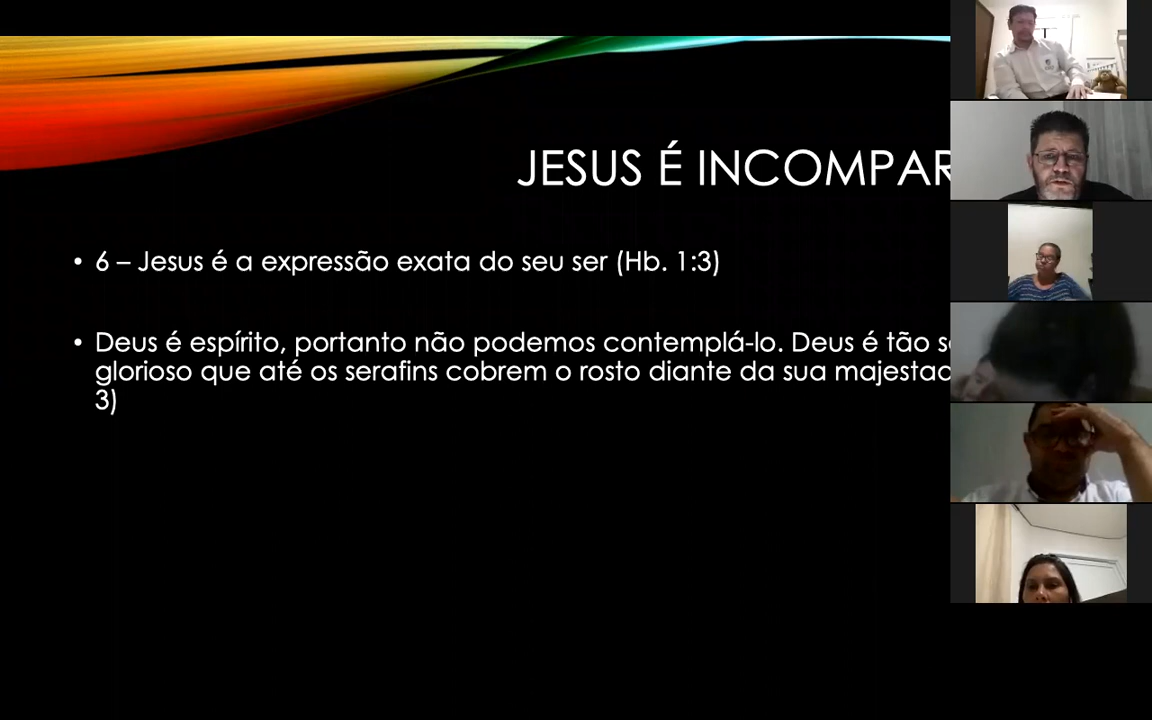 JESUS É INCOMPAR
• 6 – Jesus é a expressão exata do seu ser (Hb. 1:3)
• Deus é espírito, portanto não podemos contemplá-lo. Deus é tão
glorioso que até os serafins cobrem o rosto diante da sua majestad
3)